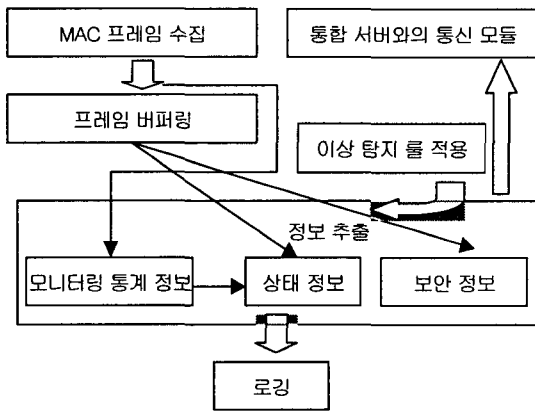 MAC 프레임 수집
통합 서버와의 통신 모듈
프레임 버퍼링
이상 탐지 룰 적용
정보 추출
모니터링 통계 정보
상태 정보
보안 정보
로깅